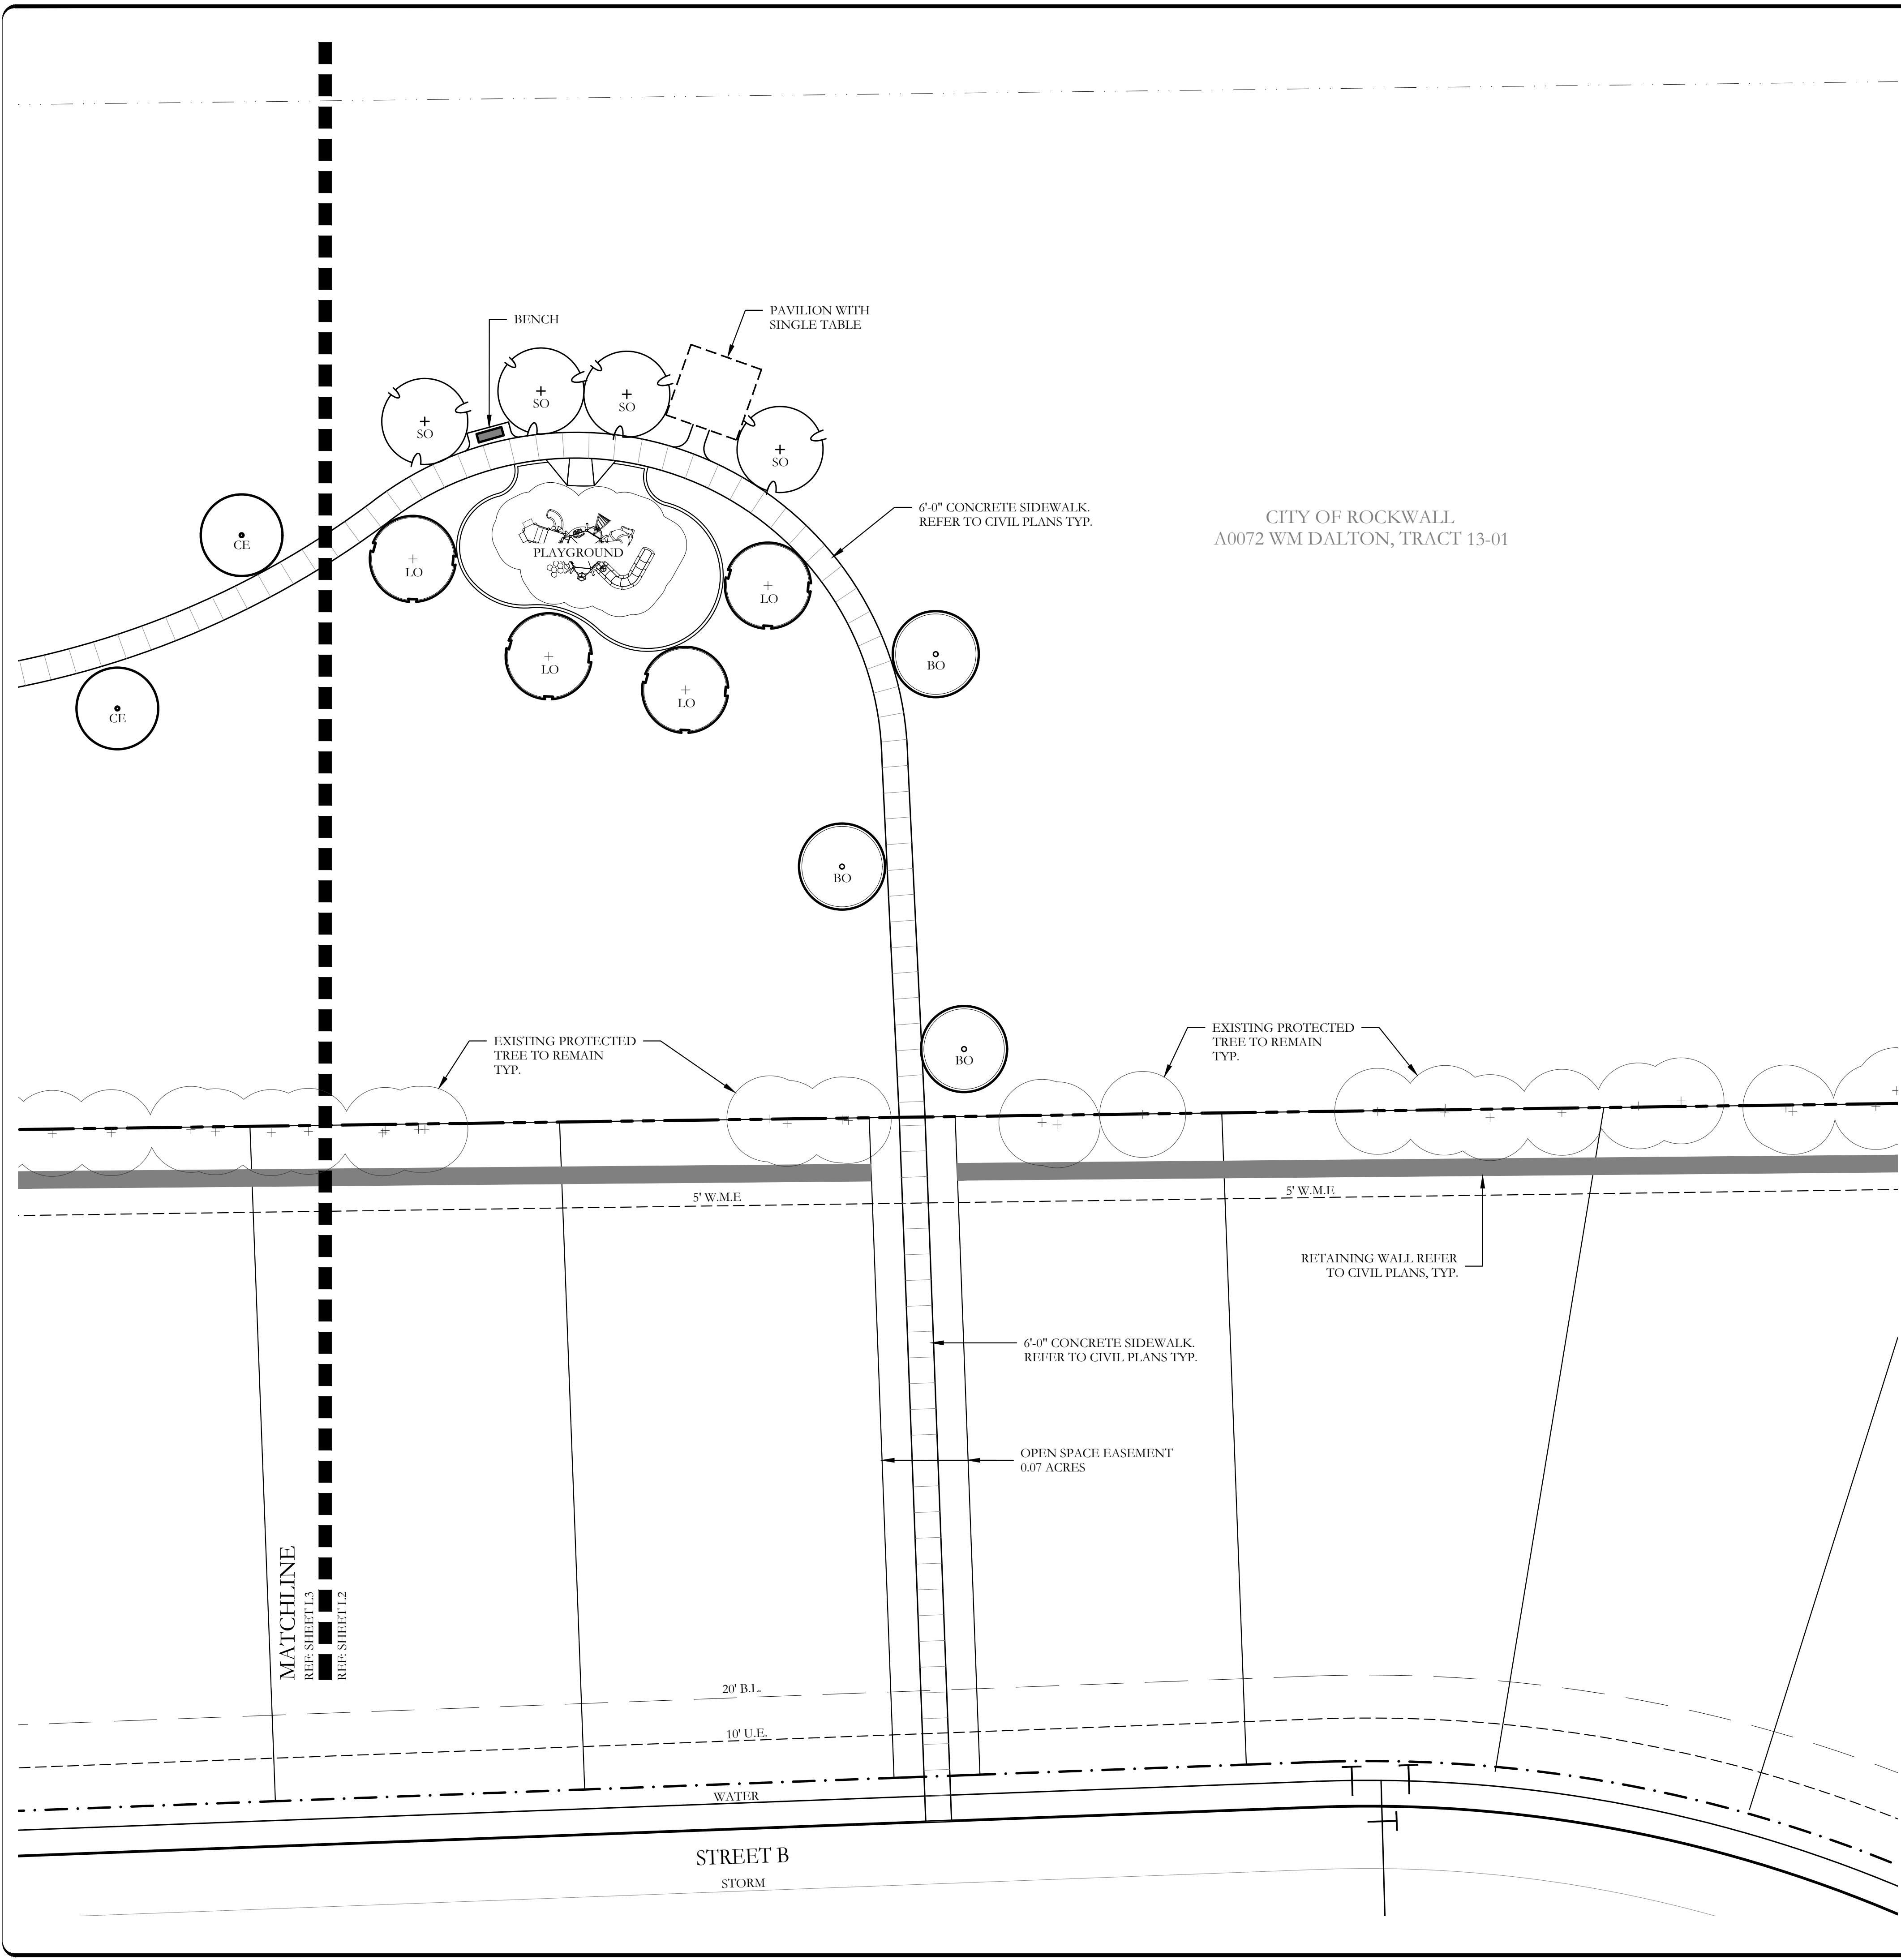 PAVILION WITH
SINGLE TABLE
BENCH
SO
SO
SO
SO
6'-0" CONCRETE SIDEWALK.
REFER TO CIVIL PLANS TYP.
CITY OF ROCKWALL
A0072 WM DALTON, TRACT 13-01
CE
PLAYGROUND
LO
LO
LO
LO
BO
CE
BO
BO
EXISTING PROTECTED
TREE TO REMAIN
TYP.
EXISTING PROTECTED
TREE TO REMAIN
TYP.
5' W.M.E
5' W.M.E
RETAINING WALL REFER
TO CIVIL PLANS, TYP.
6'-0" CONCRETE SIDEWALK.
REFER TO CIVIL PLANS TYP.
OPEN SPACE EASEMENT
0.07 ACRES
MATCHLINE
REF: SHEET L3
REF: SHEET L2
20' B.L.
10' U.E.
WATER
STREET B
STORM